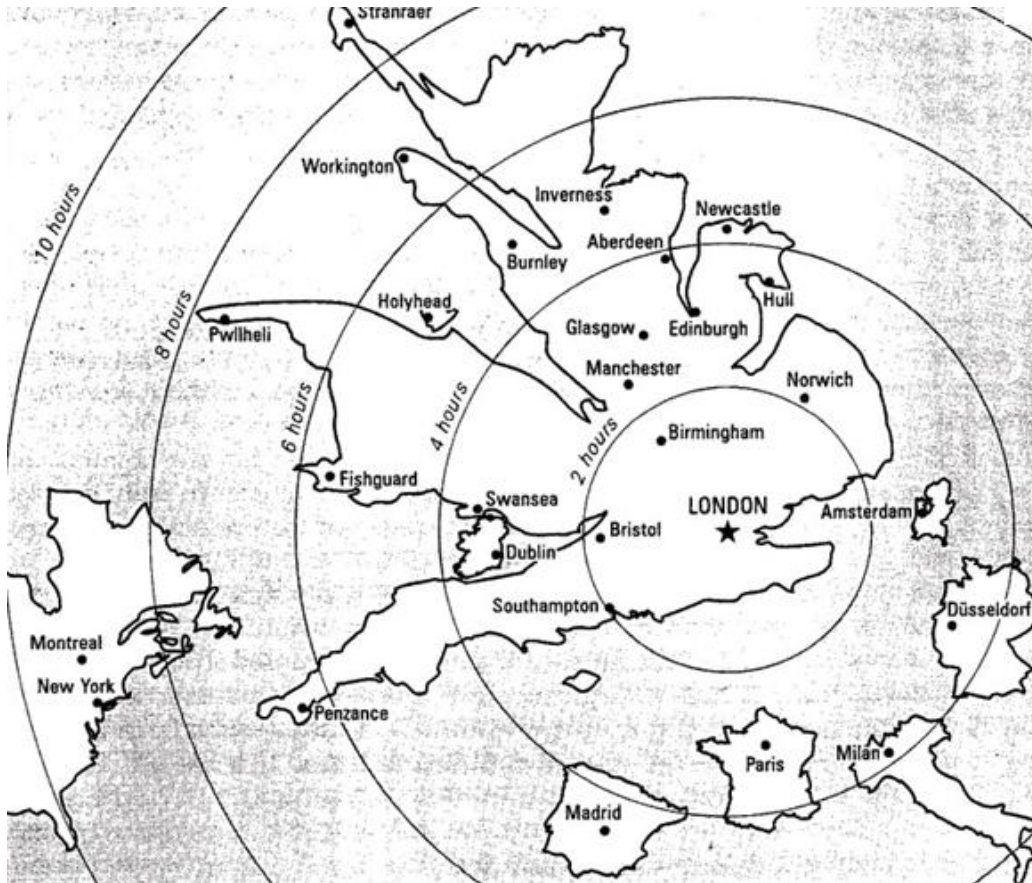 Stranraer
Workington
Inverness
Newcastle
10 hours
Aberdeen
Burnley
Hull
8 hours
Holyhead
Pwllheli
Glasgow
Edinburgh
6 hours
4 hours
Manchester
Norwich
2 hours
Birmingham
Fishguard
Swansea
LONDON
Amsterdam
Bristol
Dublin
Southampton
Düsseldorf
Montreal
New York
Penzance
Paris
Milan
Madrid